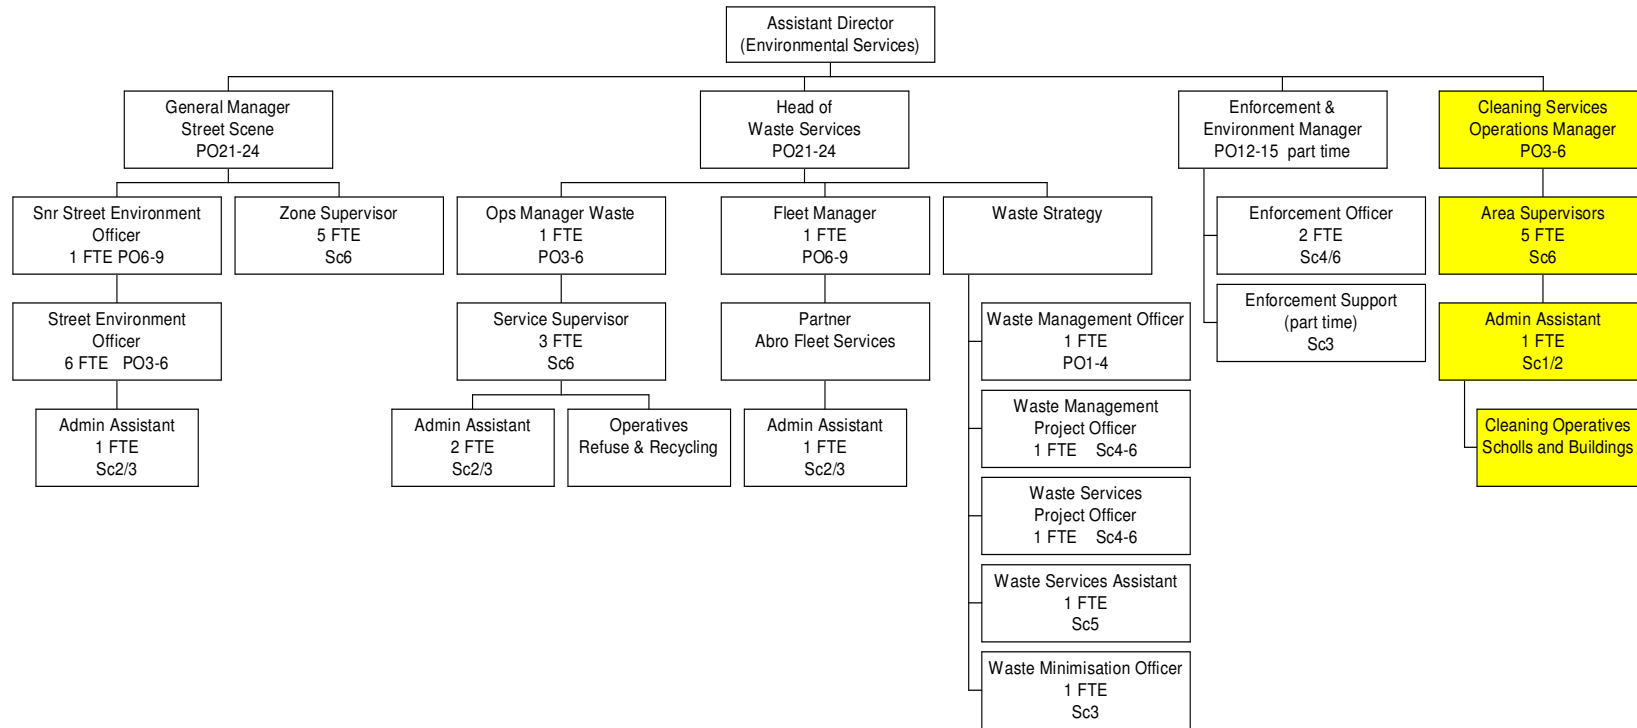 Assistant Director
(Environmental Services)
General Manager
Street Scene
PO21-24
Head of
Waste Services
PO21-24
Enforcement &
Environment Manager
PO12-15 part time
Cleaning Services
Operations Manager
PO3-6
Snr Street Environment
Officer
1 FTE PO6-9
Zone Supervisor
5 FTE
Sc6
Ops Manager Waste
1 FTE
PO3-6
Fleet Manager
1 FTE
PO6-9
Waste Strategy
Enforcement Officer
2 FTE
Sc4/6
Area Supervisors
5 FTE
Sc6
Street Environment
Officer
6 FTE PO3-6
Service Supervisor
3 FTE
Sc6
Partner
Abro Fleet Services
Waste Management Officer
1 FTE
PO1-4
Enforcement Support
(part time)
Sc3
Admin Assistant
1 FTE
Sc1/2
Admin Assistant
1 FTE
Sc2/3
Admin Assistant
2 FTE
Sc2/3
Operatives
Refuse & Recycling
Admin Assistant
1 FTE
Sc2/3
Waste Management
Project Officer
1 FTE Sc4-6
Cleaning Operatives
Scholls and Buildings
Waste Services
Project Officer
1 FTE Sc4-6
Waste Services Assistant
1 FTE
Sc5
Waste Minimisation Officer
1 FTE
Sc3